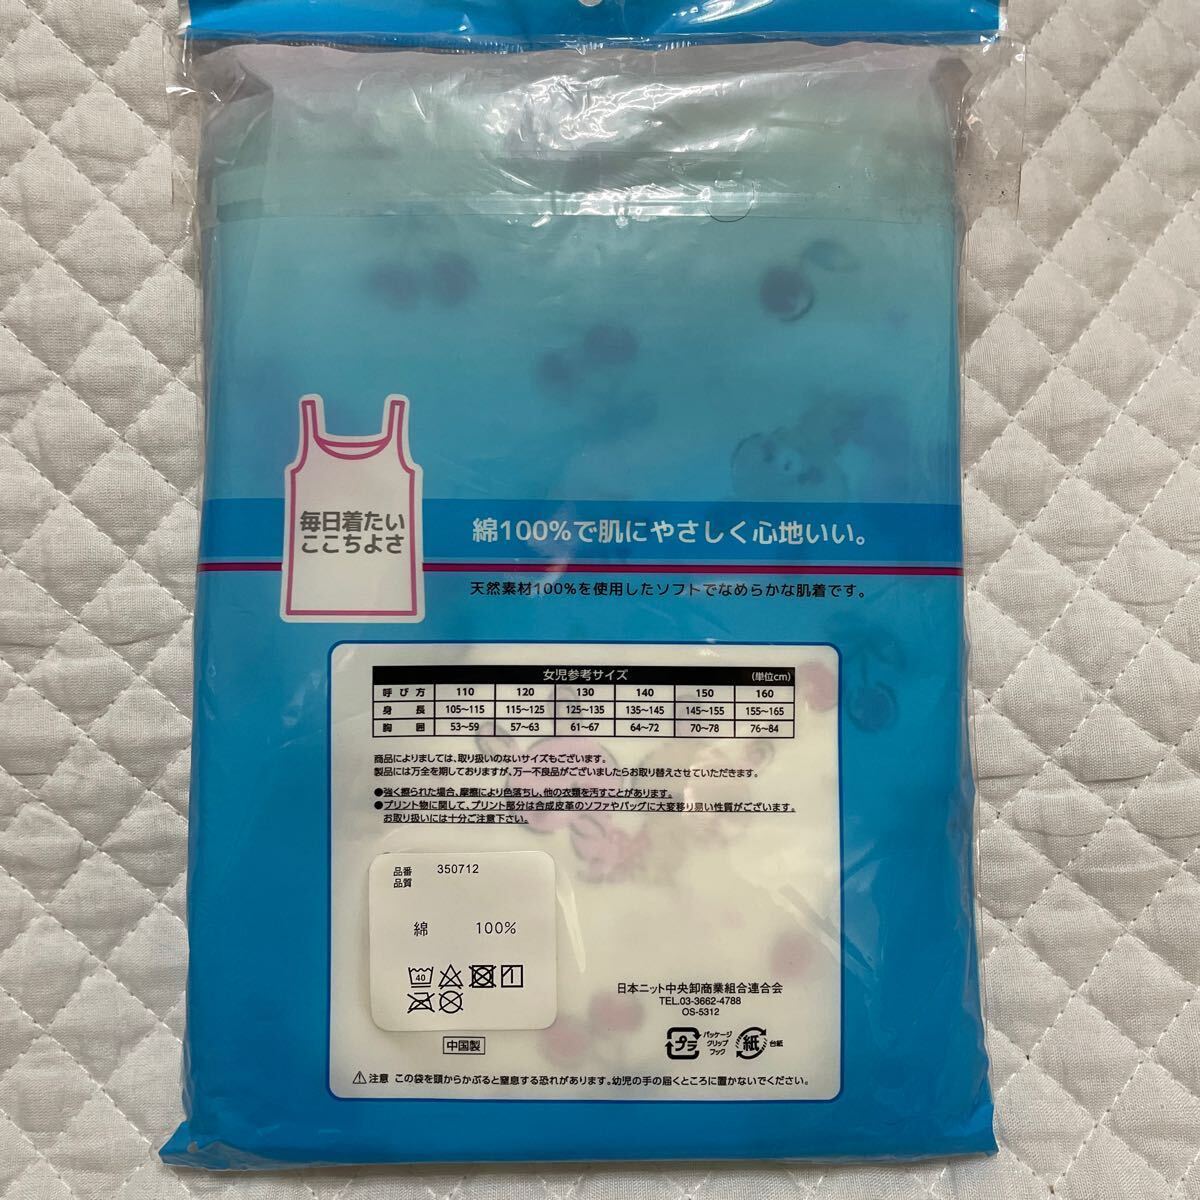 毎日着たい
ここちよさ
綿100%で肌にやさしく心地いい。
天然素材100%を使用したソフトでなめらかな肌着です。
女児参考サイズ (単位cm)
呼び方 110 120 130 140 150 160
身長 105~115 115~125 125~135 135~145 145~155 155~165
胸囲 53~59 57~63 61~67 64~72 70~78 76~84
商品によりましては、取り扱いのないサイズもございます。
製品には万全を期しておりますが、万一不良品がございましたらお取り替えさせていただきます。
●強く擦られた場合、摩擦により色落ちし、他の衣類を汚すことがあります。
●プリント物に関して、プリント部分は合成皮革のソファやバッグに大変移り易い性質がございます。
お取り扱いには十分ご注意下さい。
品番 350712
品質
綿 100%
40
中国製
日本ニット中央卸商業組合連合会
TEL.03-3662-4788
OS-5312
プラ
パッケージ
クリップ
フック
紙
台紙
⚠注意 この袋を頭からかぶると窒息する恐れがあります。幼児の手の届くところに置かないでください。